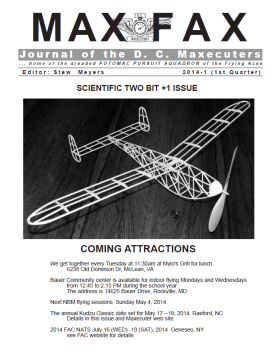 MAX FAX
Journal of the D. C. Maxecuters
... home of the dreaded POTOMAC PURSUIT SQUADRON of the Flying Aces
Editor: Stew Meyers 2014-1 (1st Quarter)
SCIENTIFIC TWO BIT +1 ISSUE
COMING ATTRACTIONS
We get together every Tuesday at 11:30am at Mylo's Grill for lunch.
6238 Old Dominion Dr, McLean, VA
Bauer Community center is available for indoor flying Mondays and Wednesdays
from 12:45 to 2:15 PM during the school year.
The address is 14625 Bauer Drive, Rockville, MD
Next NBM flying sessions Sunday May 4, 2014.
The annual Kudzu Classic date set for May 17 –18, 2014. Raeford, NC
Details in this issue and Maxecuter web site.
2014 FAC NATS July 16 (WED) -19 (SAT), 2014 Geneseo, NY
see FAC website for details